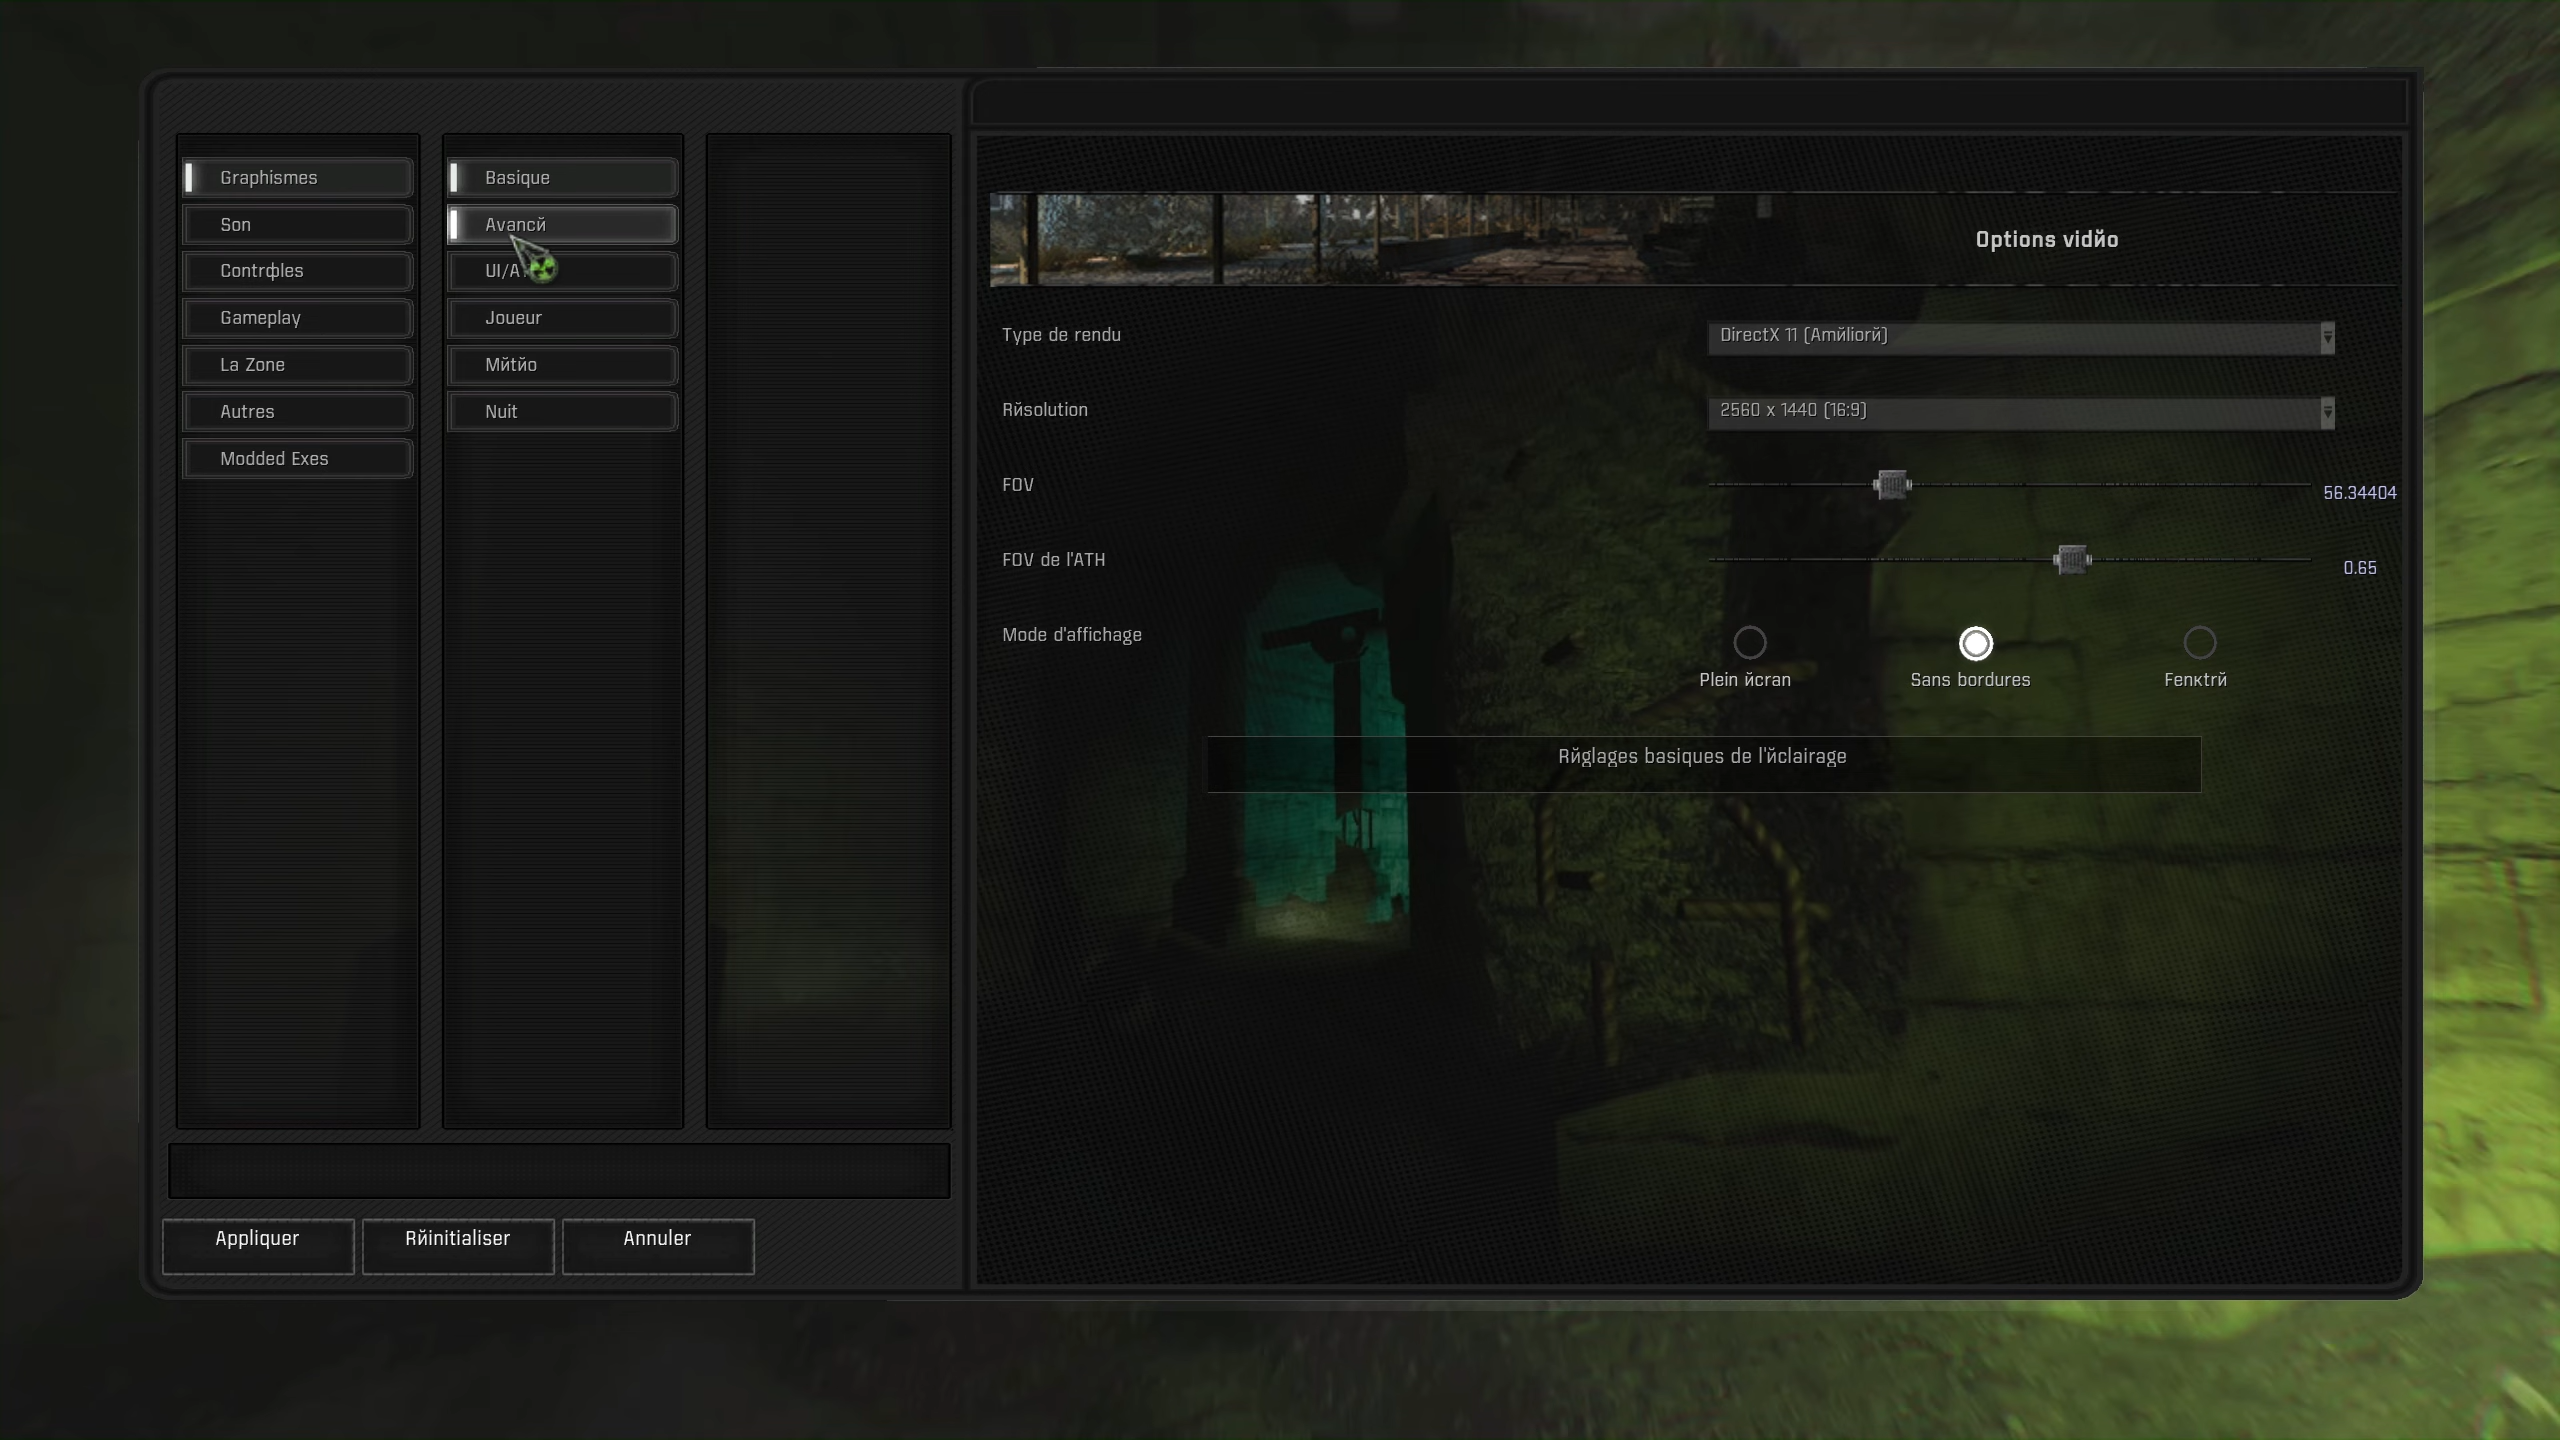 Graphismes
Son
Contrфles
Gameplay
La Zone
Autres
Modded Exes
Basique
Avancй
UI/A
Joueur
Mйtйo
Nuit
Options vidйo
Type de rendu
DirectX 11 (Amйliorй)
Rйsolution
2560 x 1440 (16:9)
FOV
56.34404
FOV de l'ATH
0.65
Mode d'affichage
Plein йcran
Sans bordures
Fenкtrй
Rйglages basiques de l'йclairage
Appliquer
Rйinitialiser
Annuler